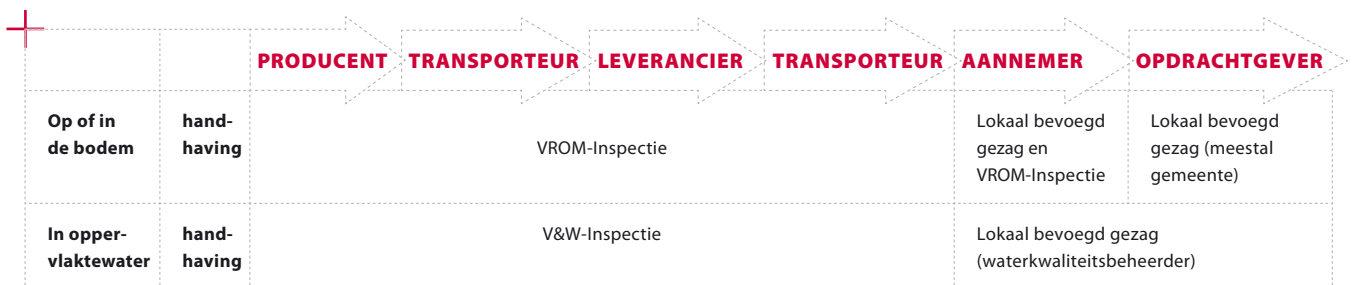 PRODUCENT TRANSPORTEUR LEVERANCIER TRANSPORTEUR AANNEMER OPDRACHTGEVER
Op of in
de bodem
hand-
having
VROM-Inspectie
Lokaal bevoegd
gezag en
VROM-Inspectie
Lokaal bevoegd
gezag (meestal
gemeente)
In opper-
vlaktewater
hand-
having
V&W-Inspectie
Lokaal bevoegd gezag
(waterkwaliteitsbeheerder)